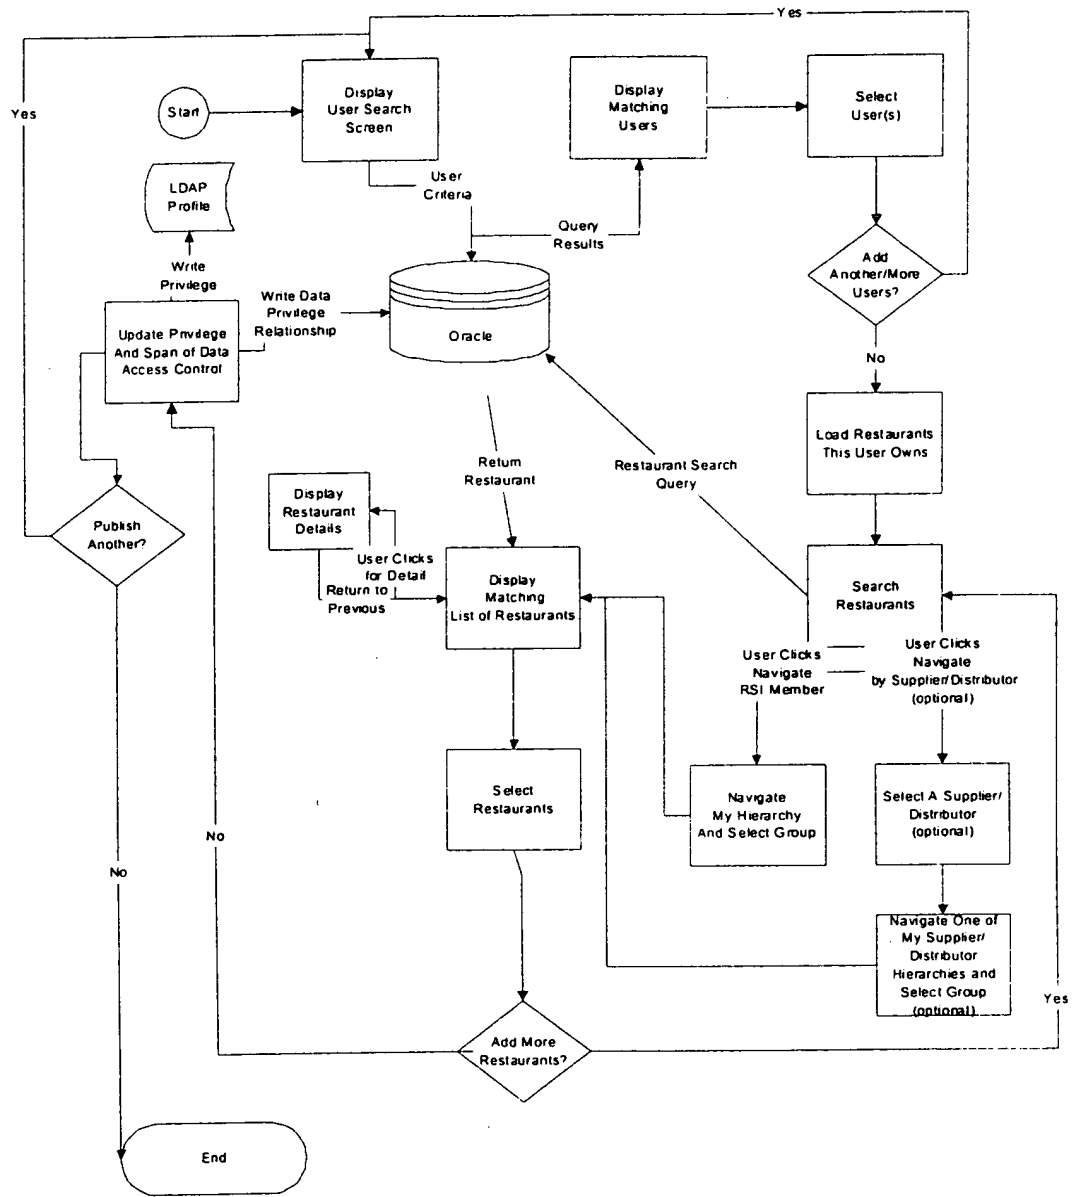 Yes
Yes
Start
Display
User Search
Screen
Display
Matching
Users
Select
User(s)
LDAP
Profile
User
Criteria
Query
Results
Write
Privilege
Add
Another/More
Users?
Write Data
Privilege
Relationship
Update Privilege
And Span of Data
Access Control
Oracle
No
Load Restaurants
This User Owns
Return
Restaurant
Restaurant Search
Query
Display
Restaurant
Details
Publish
Another?
User Clicks
for Detail
Return to
Previous
Display
Matching
List of Restaurants
Search
Restaurants
User Clicks
Navigate
RSI Member
User Clicks
Navigate
by Supplier/Distributor
(optional)
Select
Restaurants
Navigate
My Hierarchy
And Select Group
Select A Supplier/
Distributor
(optional)
No
No
Navigate One of
My Supplier/
Distributor
Hierarchies and
Select Group
(optional)
Yes
Add More
Restaurants?
End